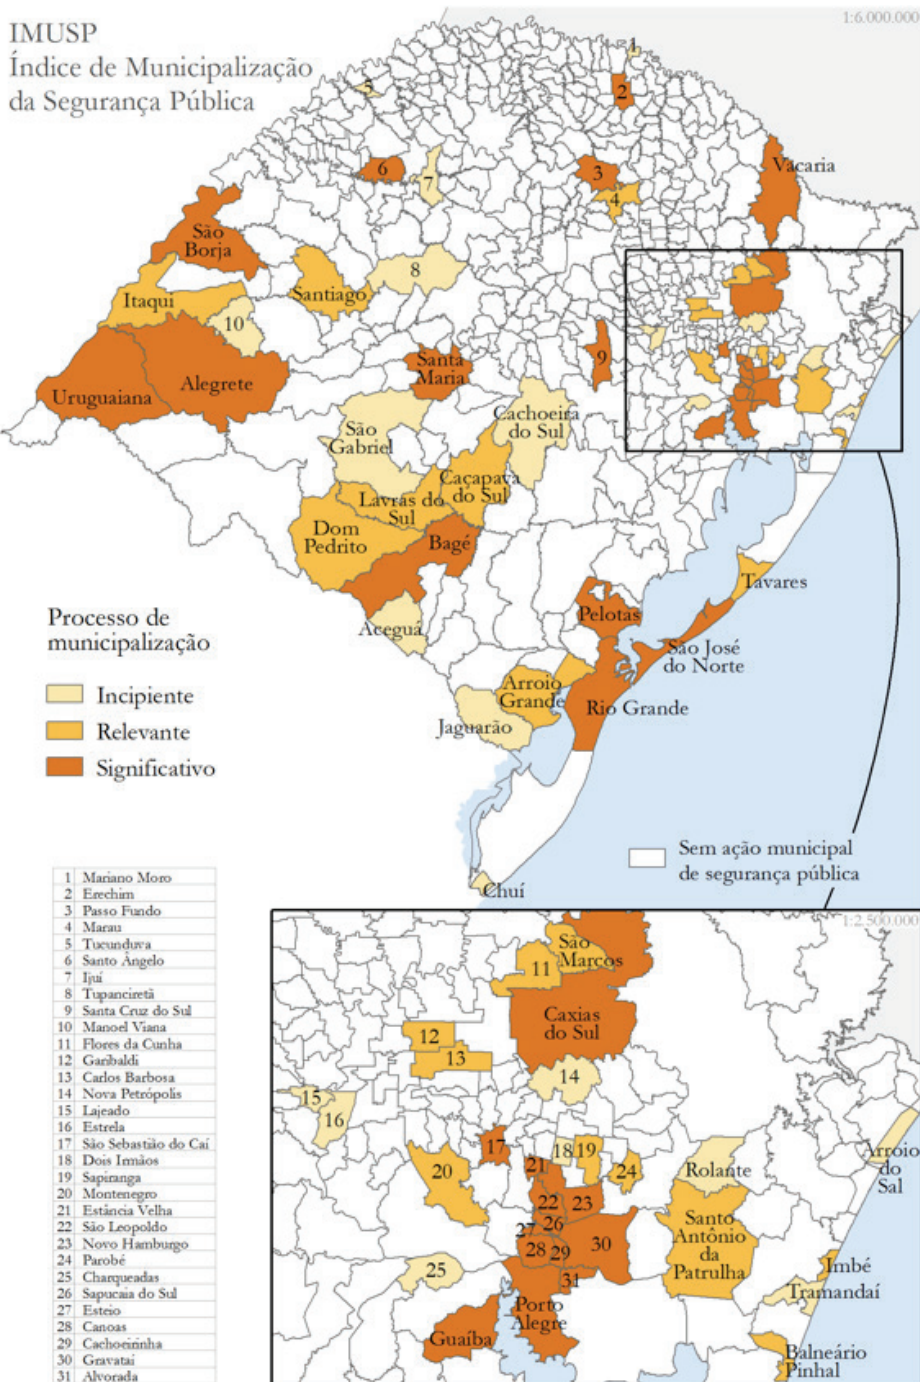 IMUSP
Índice de Municipalização
da Segurança Pública
1:6.000.000
1
5
2
6
7
3
4
Vacaria
São
Borja
8
Itaqui
Santiago
10
Uruguaiana
Alegrete
Santa
Maria
9
São
Gabriel
Cachoeira
do Sul
Caçapava
do Sul
Lavras do
Sul
Dom
Pedrito
Bagé
Aceguá
Pelotas
Tavares
São José
do Norte
Arroio
Grande
Rio Grande
Jaguarão
Chuí
Processo de
municipalização
Incipiente
Relevante
Significativo
Sem ação municipal
de segurança pública
1 Mariano Moro
2 Erechim
3 Passo Fundo
4 Marau
5 Tucunduva
6 Santo Ângelo
7 Ijuí
8 Tupanciretã
9 Santa Cruz do Sul
10 Manoel Viana
11 Flores da Cunha
12 Garibaldi
13 Carlos Barbosa
14 Nova Petrópolis
15 Lajeado
16 Estrela
17 São Sebastião do Caí
18 Dois Irmãos
19 Sapiranga
20 Montenegro
21 Estância Velha
22 São Leopoldo
23 Novo Hamburgo
24 Parobé
25 Charqueadas
26 Sapucaia do Sul
27 Esteio
28 Canoas
29 Cachoeirinha
30 Gravataí
31 Alvorada
1:2.500.000
São
Marcos
11
Caxias
do Sul
12
13
14
15
16
17
18
19
20
21
22
23
24
Rolante
Arroio
do
Sal
Santo
Antônio
da
Patrulha
26
27
28
29
30
25
31
Imbé
Tramandaí
Porto
Alegre
Guaíba
Balneário
Pinhal